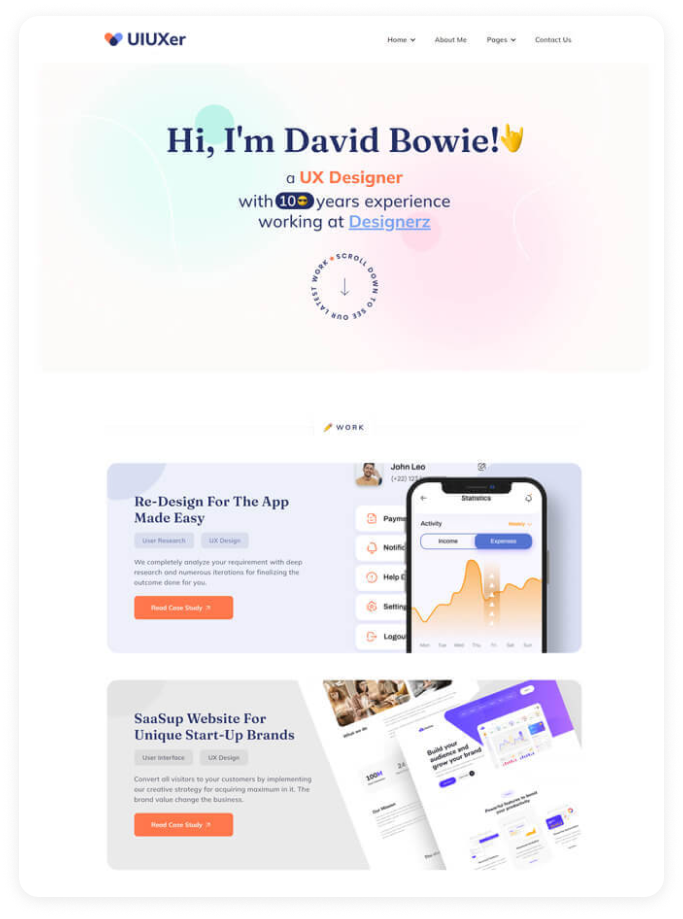 UIUXer
Home
About Me
Pages
Contact Us
Hi, I'm David Bowie!
a UX Designer
with 10 years experience
working at Designerz
SCROLL DOWN TO SEE OUR LATEST WORK
WORK
Re-Design For The App
Made Easy
User Research
UX Design
We completely analyze your requirement with deep
research and numerous iterations for finalizing the
outcome done for you.
Read Case Study
John Leo
(+22)
Payme
Notific
Help
Setting
Logou
Statistics
Activity
Weekly
Income
Expenses
Mon Tue Wed Thu Fri Sat Sun
SaaSup Website For
Unique Start-Up Brands
User Interface
UX Design
Convert all visitors to your customers by implementing
our creative strategy for acquiring maximum in it. The
brand value change the business.
Read Case Study
What we do
100M
Our Mission
Build your
audience and
grow your brand
Powerful features to boost
your productivity